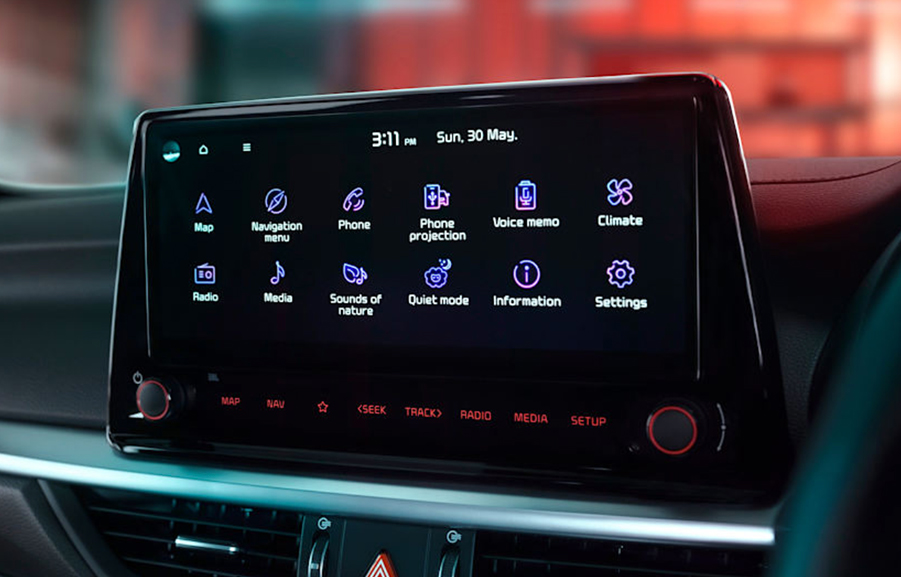 3:11 PM Sun, 30 May.
Map
Navigation
menu
Phone
Phone
projection
Voice memo
Climate
Radio
Media
Sounds of
nature
Quiet mode
Information
Settings
MAP NAV <SEEK TRACK> RADIO MEDIA SETUP